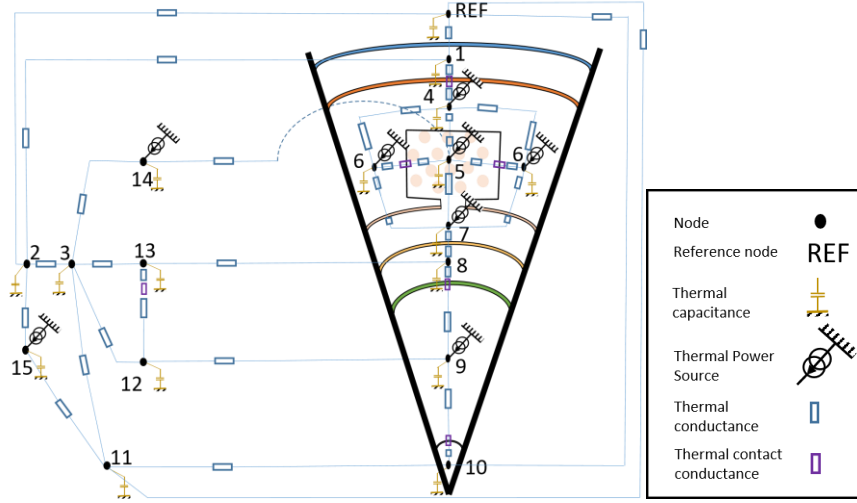 REF
1
4
6
6
5
14
7
2
3
13
8
15
12
9
11
10
Node
Reference node
REF
Thermal
capacitance
Thermal Power
Source
Thermal
conductance
Thermal contact
conductance